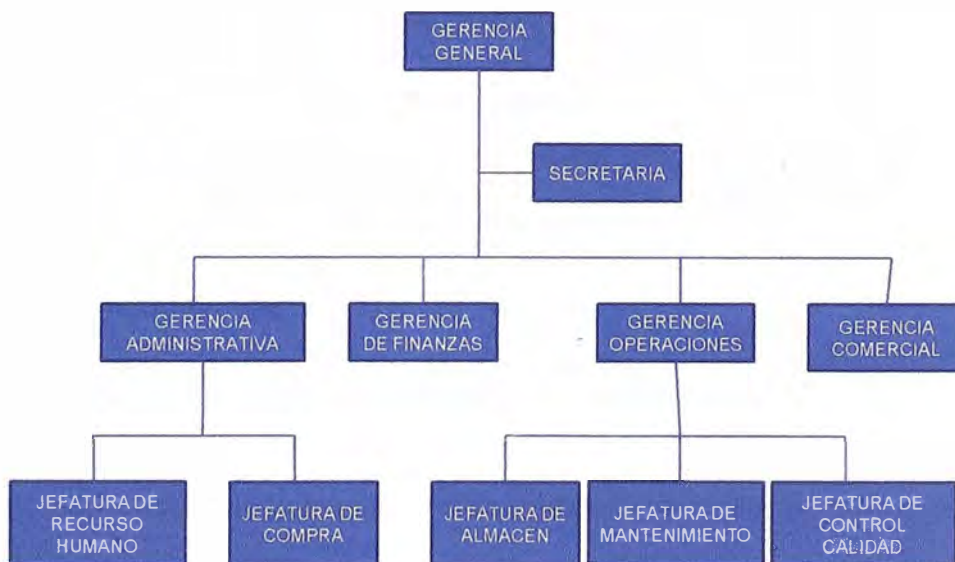 GERENCIA
GENERAL
SECRETARIA
GERENCIA
ADMINISTRATIVA
GERENCIA
DE FINANZAS
GERENCIA
OPERACIONES
GERENCIA
COMERCIAL
JEFATURA DE
RECURSO
HUMANO
JEFATURA DE
COMPRA
JEFATURA DE
ALMACEN
JEFATURA DE
MANTENIMIENTO
JEFATURA DE
CONTROL
CALIDAD